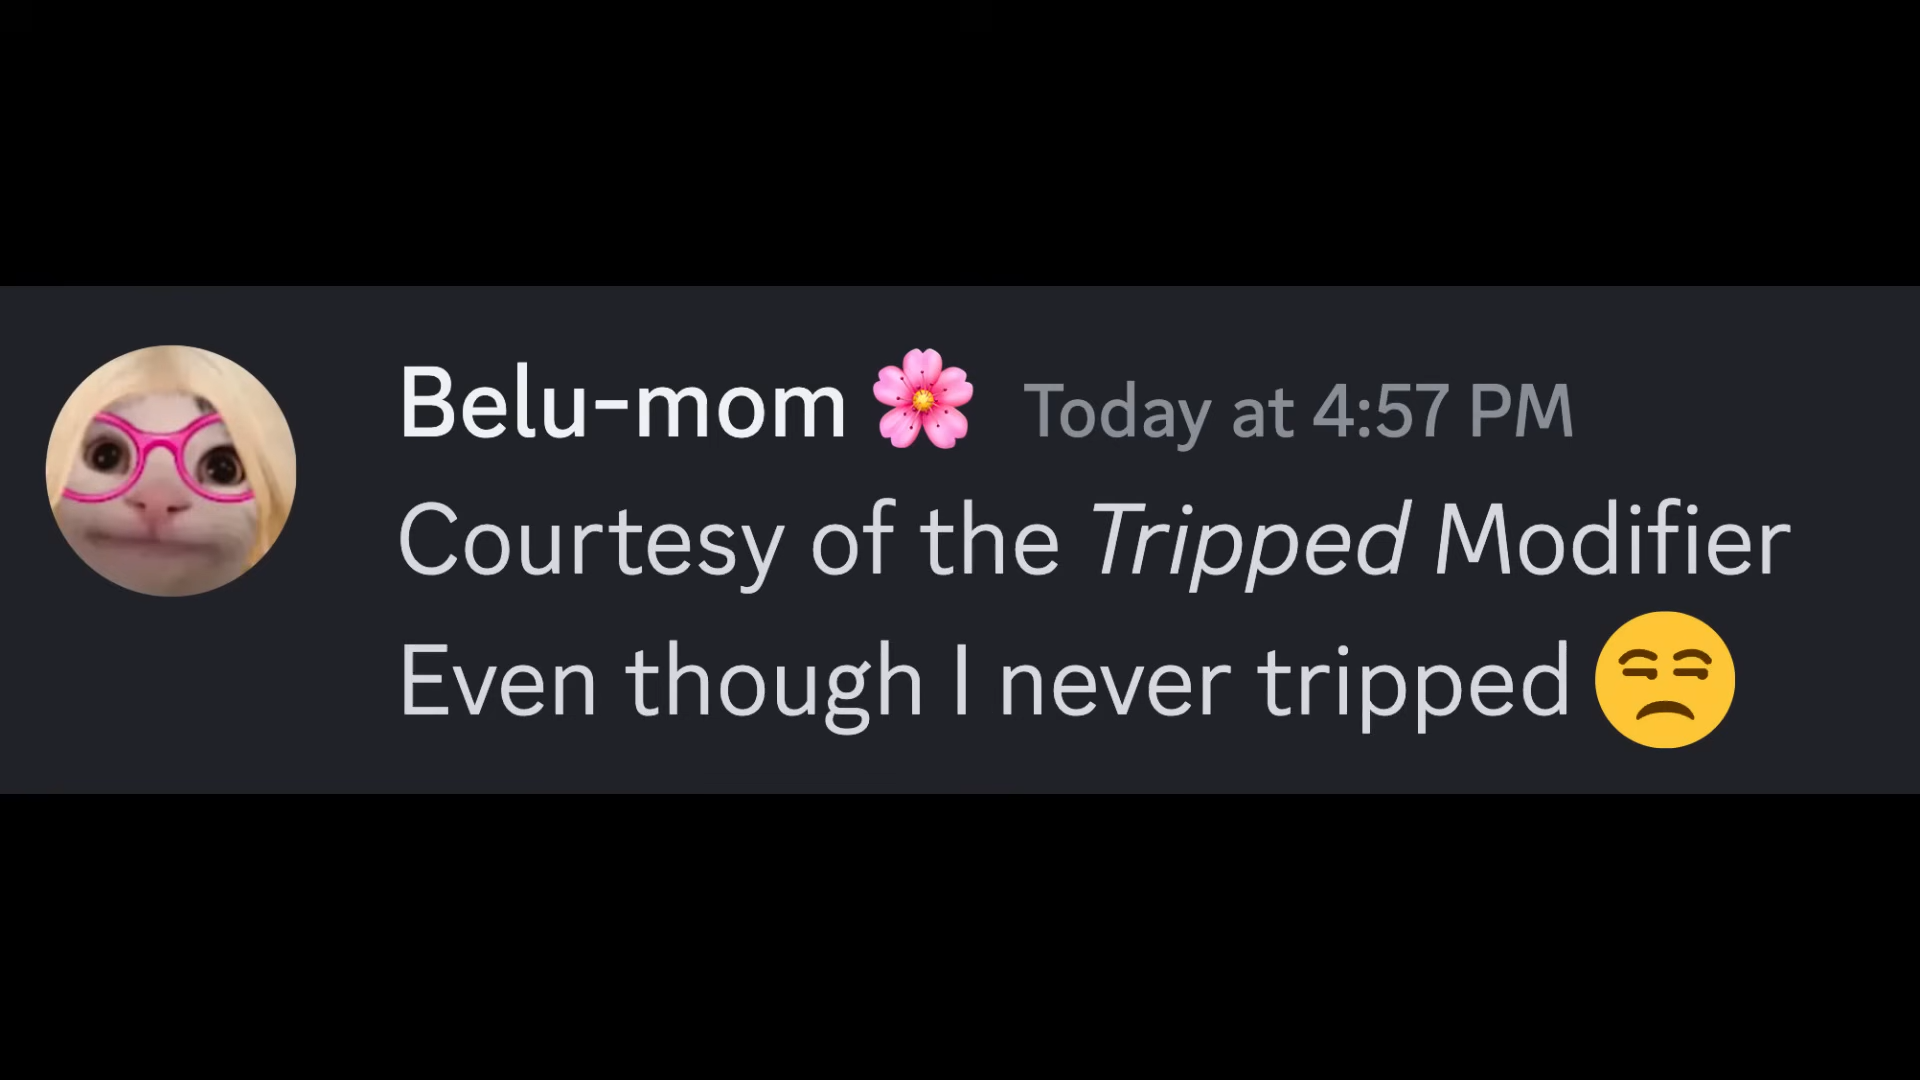 Belu-mom 🌸 Today at 4:57 PM
Courtesy of the Tripped Modifier
Even though I never tripped 😒